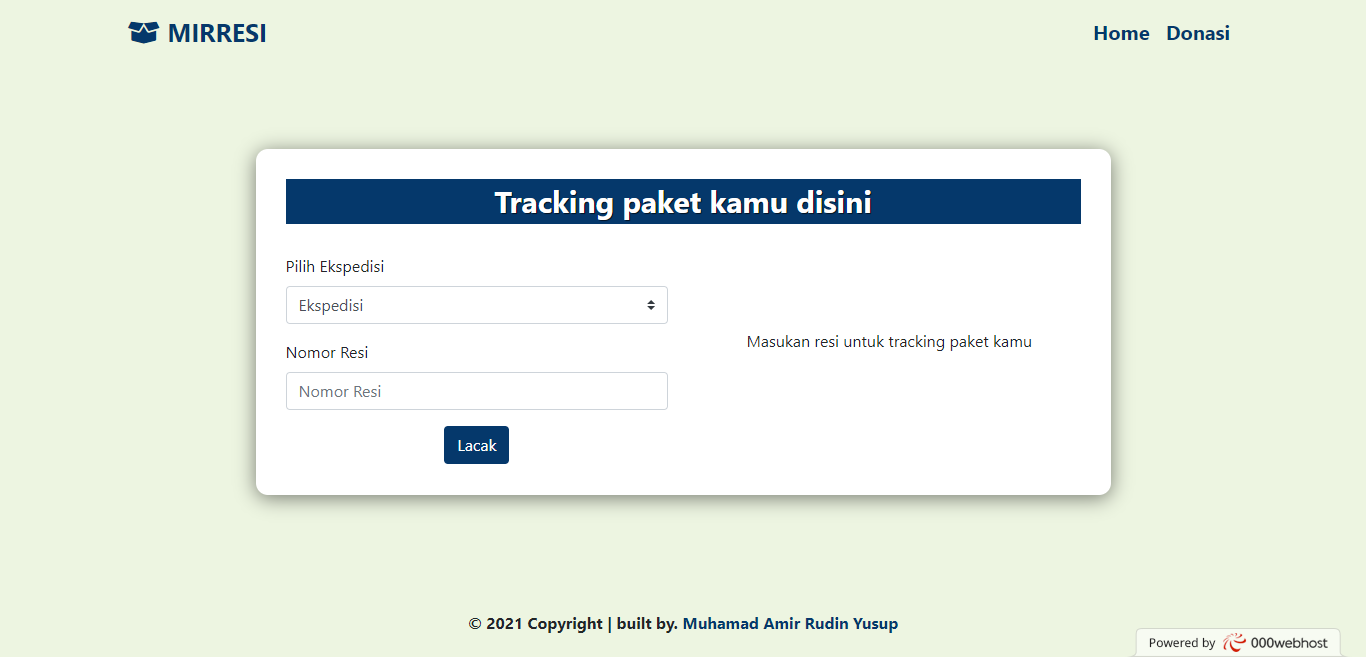 MIRRESI
Home Donasi
Tracking paket kamu disini
Pilih Ekspedisi
Ekspedisi
Nomor Resi
Nomor Resi
Lacak
Masukan resi untuk tracking paket kamu
© 2021 Copyright | built by. Muhamad Amir Rudin Yusup
Powered by 000webhost